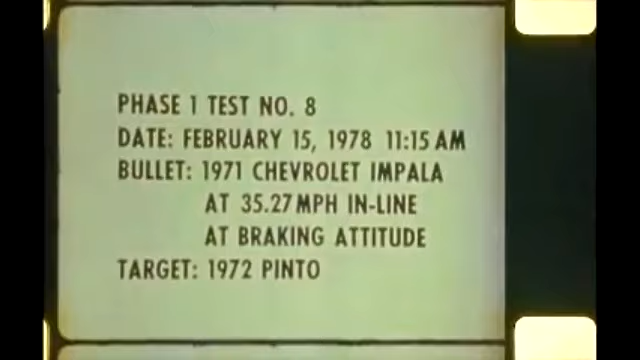 PHASE 1 TEST NO. 8
DATE: FEBRUARY 15, 1978 11:15 AM
BULLET: 1971 CHEVROLET IMPALA
AT 35.27 MPH IN-LINE
AT BRAKING ATTITUDE
TARGET: 1972 PINTO